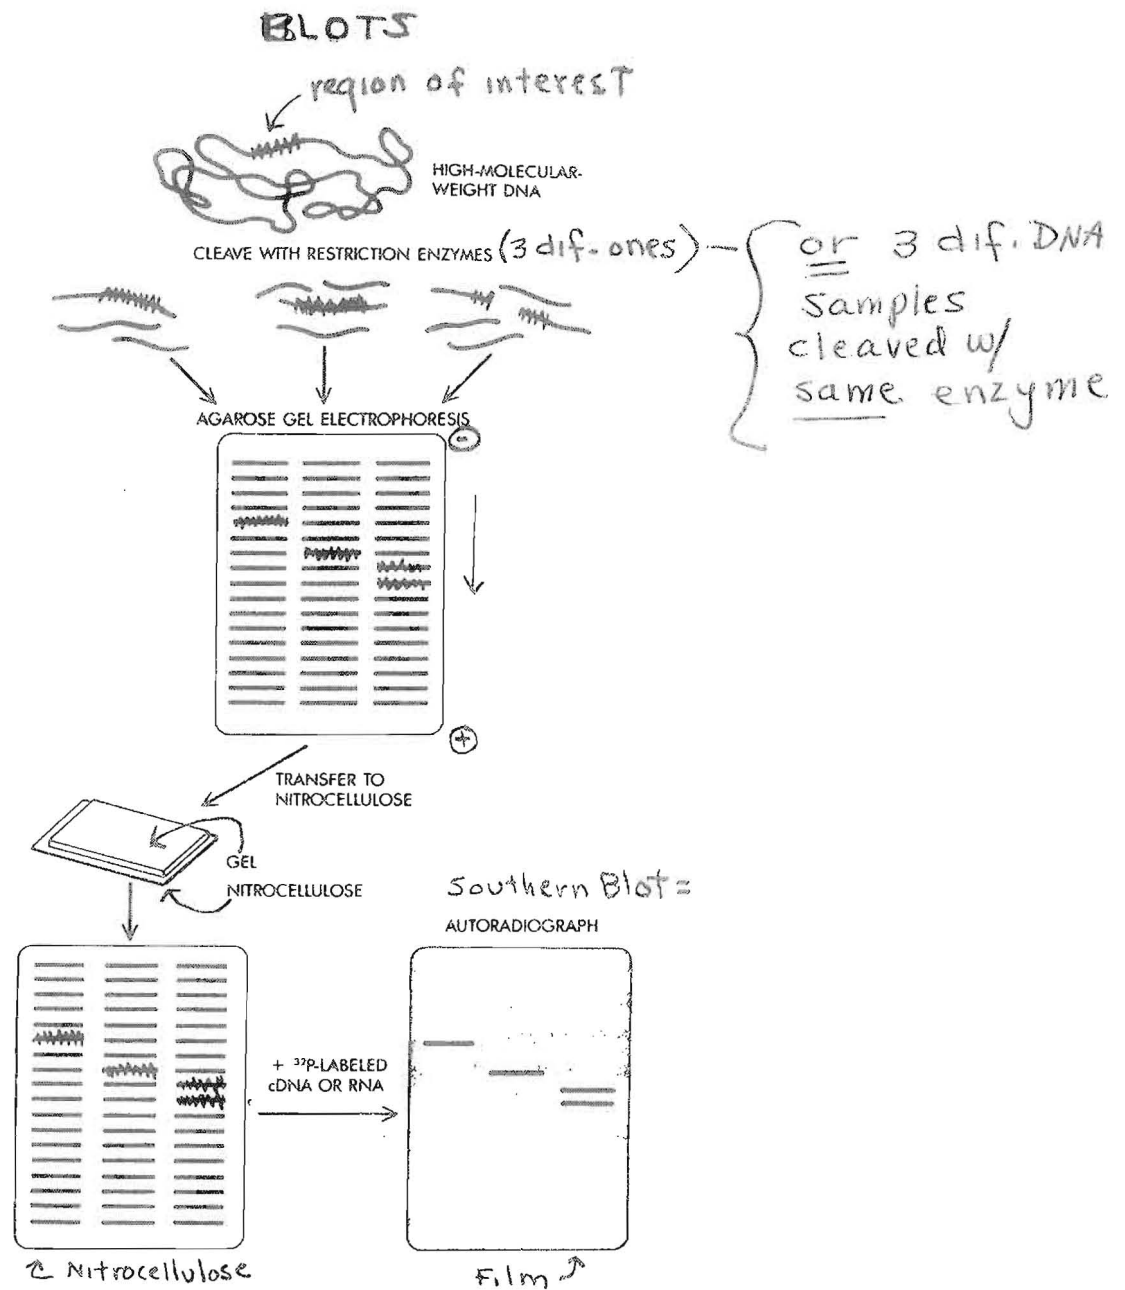 BLOTS
region of interest
HIGH-MOLECULAR-
WEIGHT DNA
CLEAVE WITH RESTRICTION ENZYMES (3 dif. ones)
or 3 dif. DNA
samples
cleaved w/
same enzyme
AGAROSE GEL ELECTROPHORESIS
-
+
TRANSFER TO
NITROCELLULOSE
GEL
NITROCELLULOSE
Southern Blot =
AUTORADIOGRAPH
+ ³²P-LABELED
cDNA OR RNA
Nitrocellulose
Film